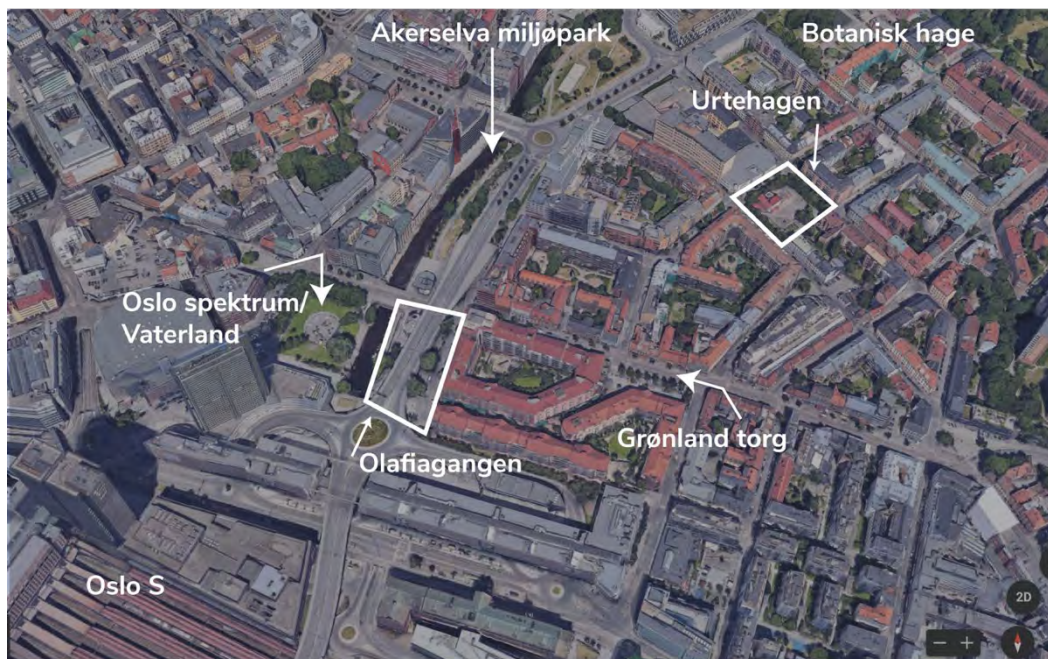 Akerselva miljøpark
Botanisk hage
Urtehagen
Oslo spektrum/
Vaterland
Grønland torg
Olafiagangen
Oslo S
2D